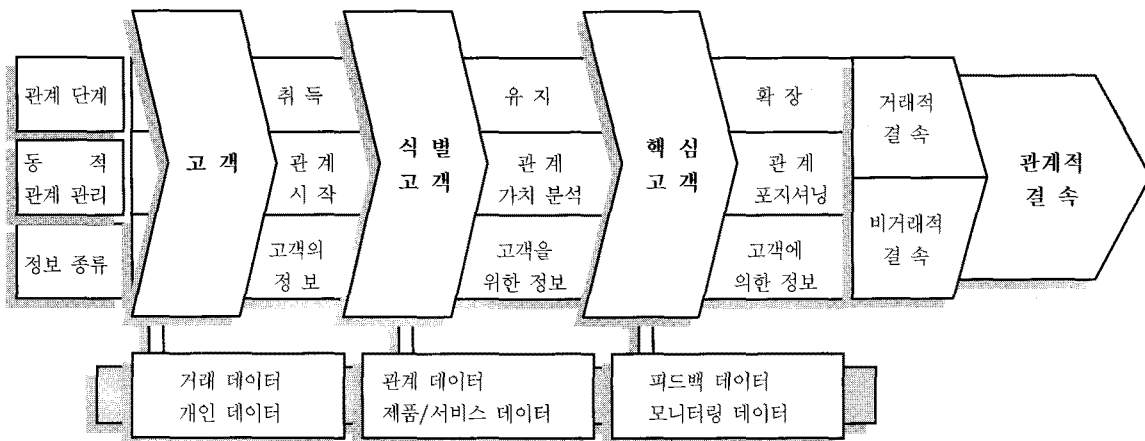 관계 단계
취 득
유 지
확 장
거래적
결 속
동 적
관계 관리
고 객
관 계
시 작
식 별
고 객
관 계
가치 분석
핵 심
고 객
관 계
포지셔닝
관계적
결 속
정보 종류
고객의
정 보
고객을
위한 정보
고객에
의한 정보
비거래적
결 속
거래 데이터
개인 데이터
관계 데이터
제품/서비스 데이터
피드백 데이터
모니터링 데이터